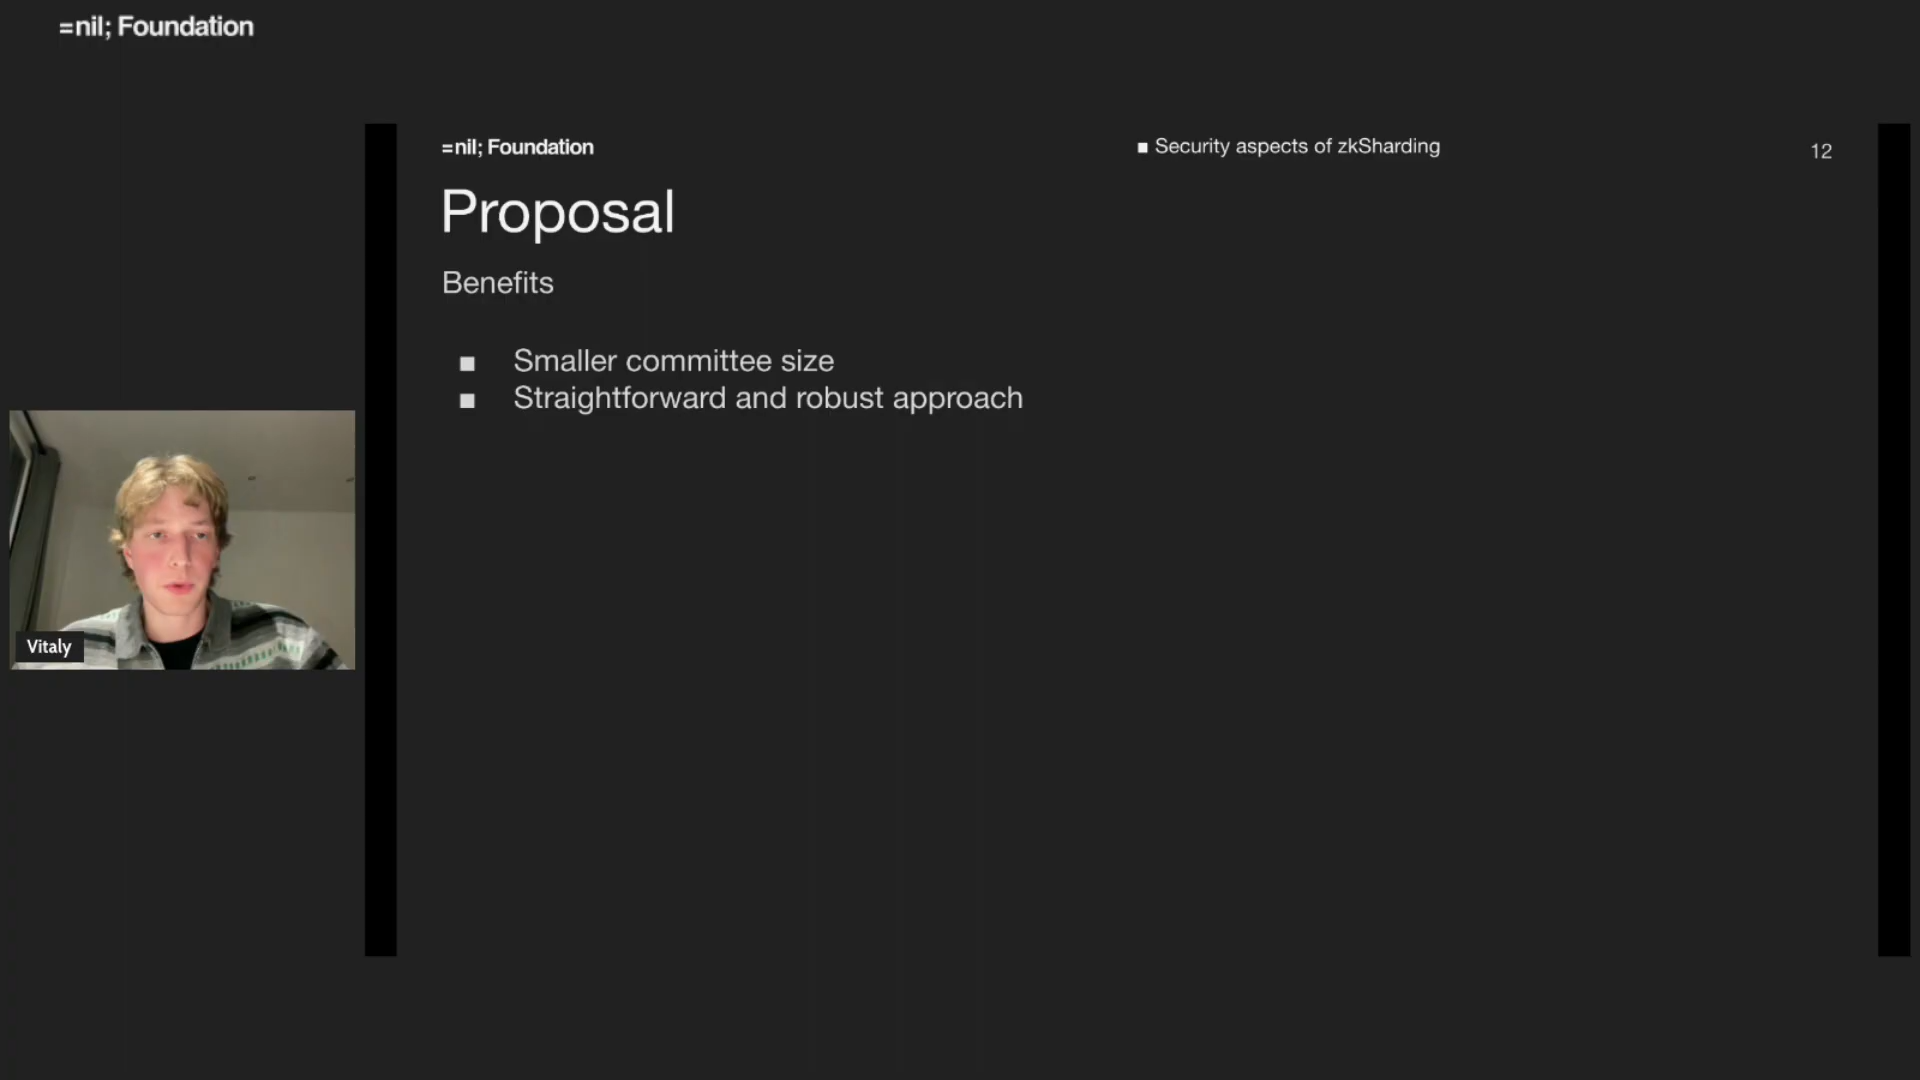 =nil; Foundation
=nil; Foundation
■ Security aspects of zkSharding
12
Proposal
Benefits
■ Smaller committee size
■ Straightforward and robust approach
Vitaly